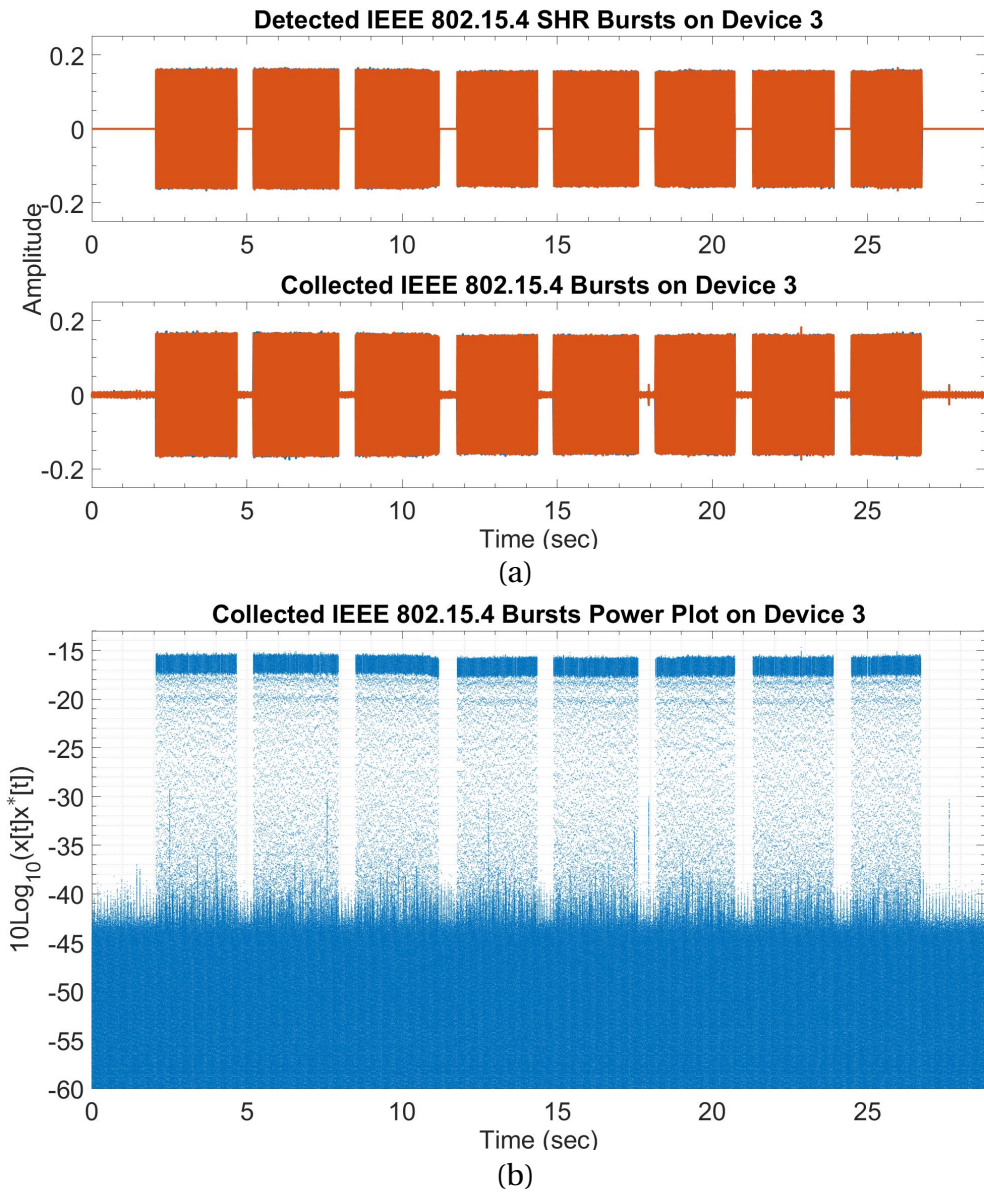 Detected IEEE 802.15.4 SHR Bursts on Device 3
0.2
0
-0.2
0 5 10 15 20 25
Amplitude
Collected IEEE 802.15.4 Bursts on Device 3
0.2
0
-0.2
0 5 10 15 20 25
Time (sec)
(a)
Collected IEEE 802.15.4 Bursts Power Plot on Device 3
10Log10(x[t]x*[t])
-15
-20
-25
-30
-35
-40
-45
-50
-55
-60
0 5 10 15 20 25
Time (sec)
(b)